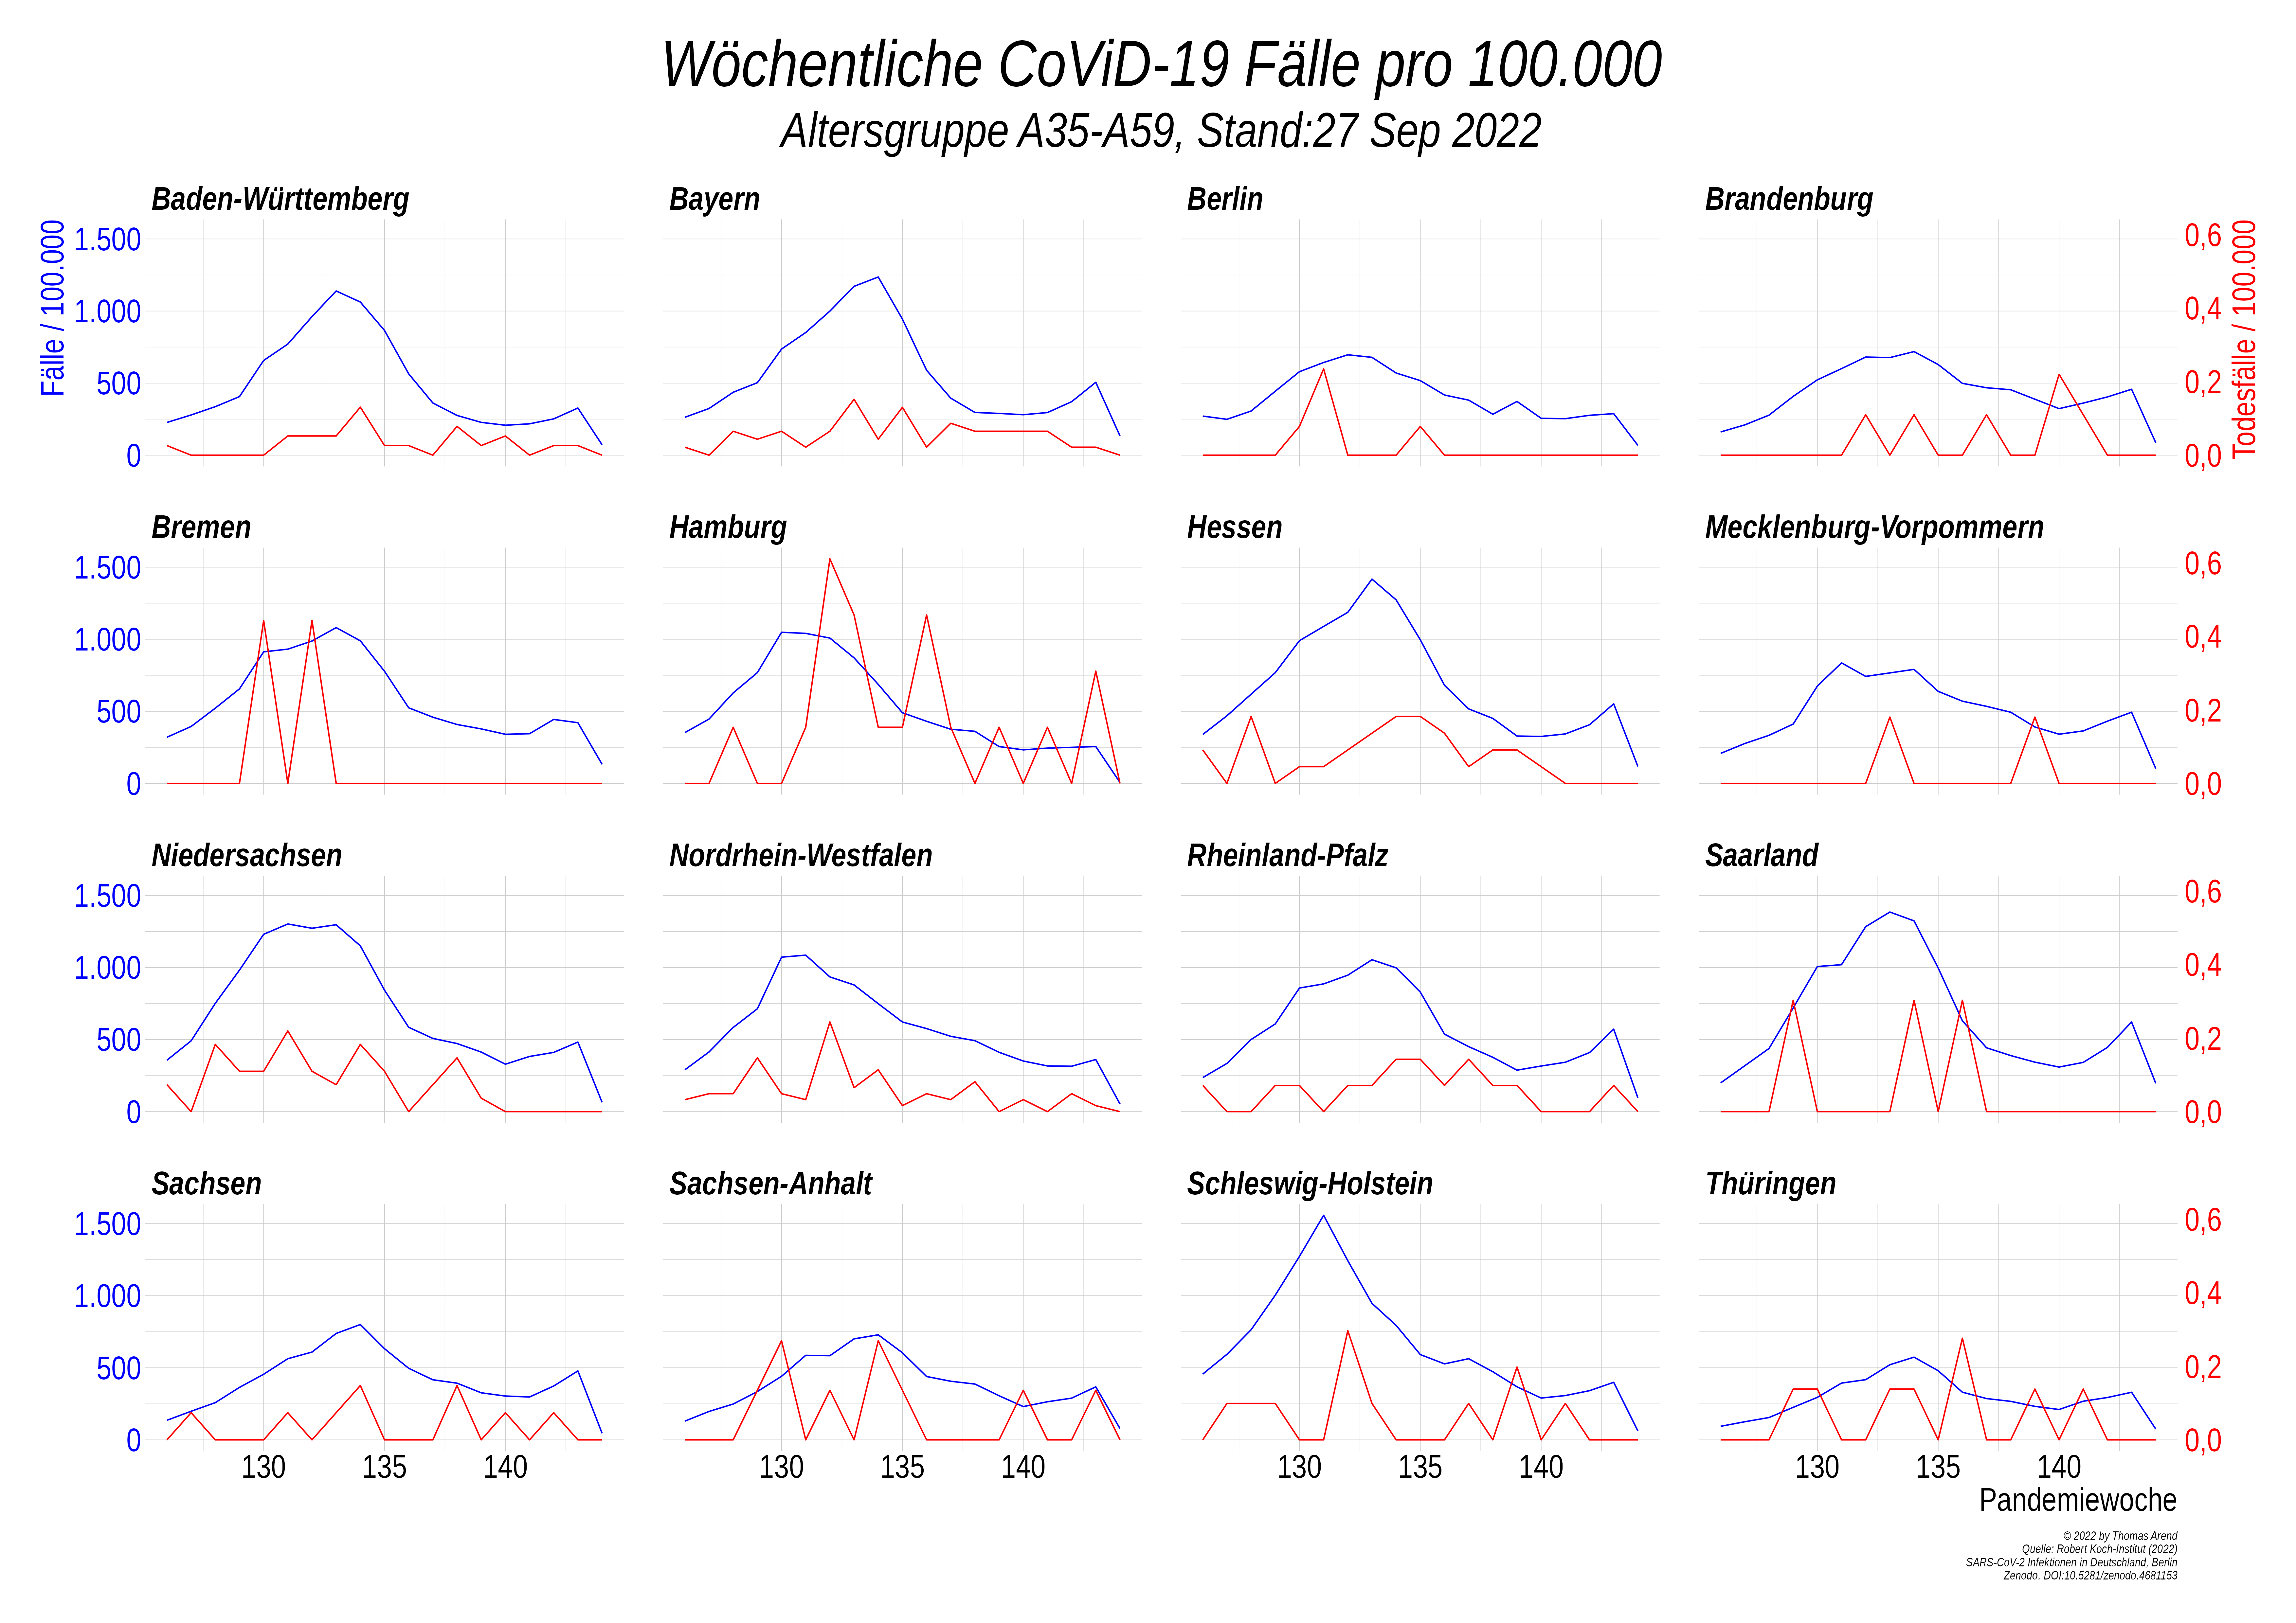 Wöchentliche CoViD-19 Fälle pro 100.000
Altersgruppe A35-A59, Stand:27 Sep 2022
Baden-Württemberg
Bayern
Berlin
Brandenburg
Fälle / 100.000
1.500
1.000
500
0
0,6
0,4
0,2
0,0
Todesfälle / 100.000
Bremen
Hamburg
Hessen
Mecklenburg-Vorpommern
1.500
1.000
500
0
0,6
0,4
0,2
0,0
Niedersachsen
Nordrhein-Westfalen
Rheinland-Pfalz
Saarland
1.500
1.000
500
0
0,6
0,4
0,2
0,0
Sachsen
Sachsen-Anhalt
Schleswig-Holstein
Thüringen
1.500
1.000
500
0
0,6
0,4
0,2
0,0
130 135 140
130 135 140
130 135 140
130 135 140
Pandemiewoche
© 2022 by Thomas Arend
Quelle: Robert Koch-Institut (2022)
SARS-CoV-2 Infektionen in Deutschland, Berlin
Zenodo. DOI:10.5281/zenodo.4681153